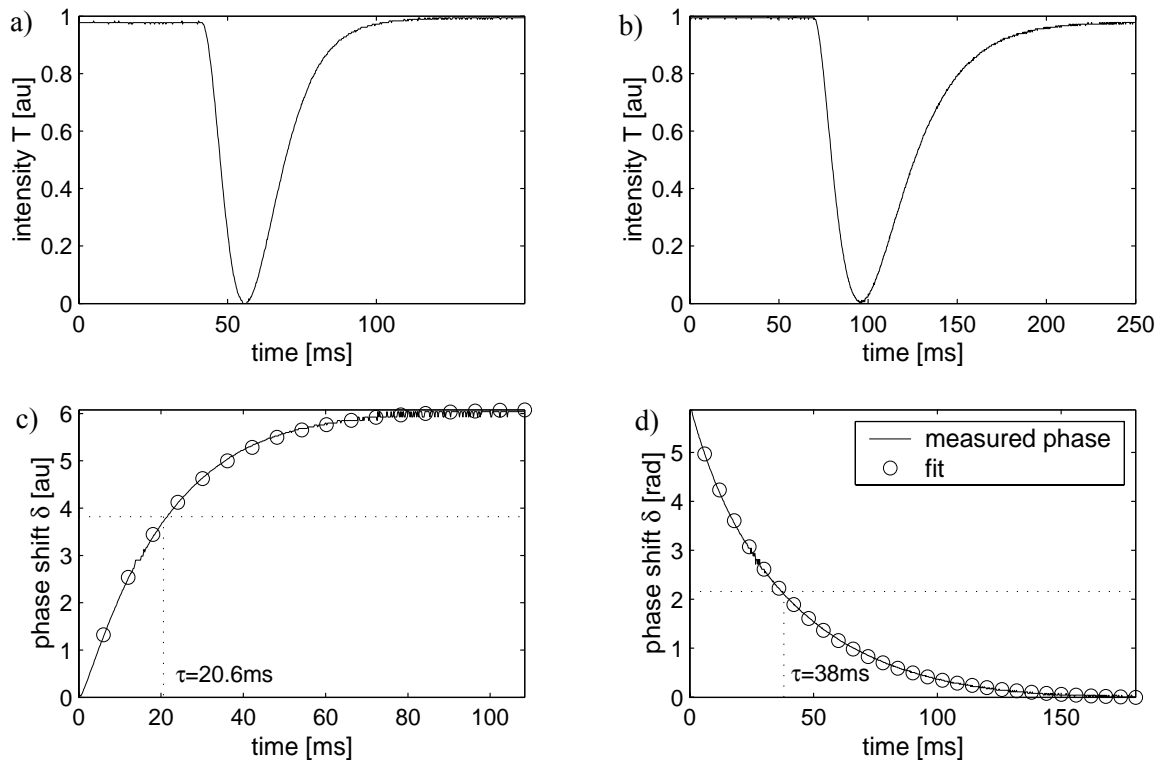 a)
intensity T [au]
1
0.8
0.6
0.4
0.2
0
0 50 100
time [ms]
b)
intensity T [au]
1
0.8
0.6
0.4
0.2
0
0 50 100 150 200 250
time [ms]
c)
phase shift δ [au]
6
5
4
3
2
1
0
τ=20.6ms
0 20 40 60 80 100
time [ms]
d)
phase shift δ [rad]
5
4
3
2
1
0
measured phase
fit
τ=38ms
0 50 100 150
time [ms]